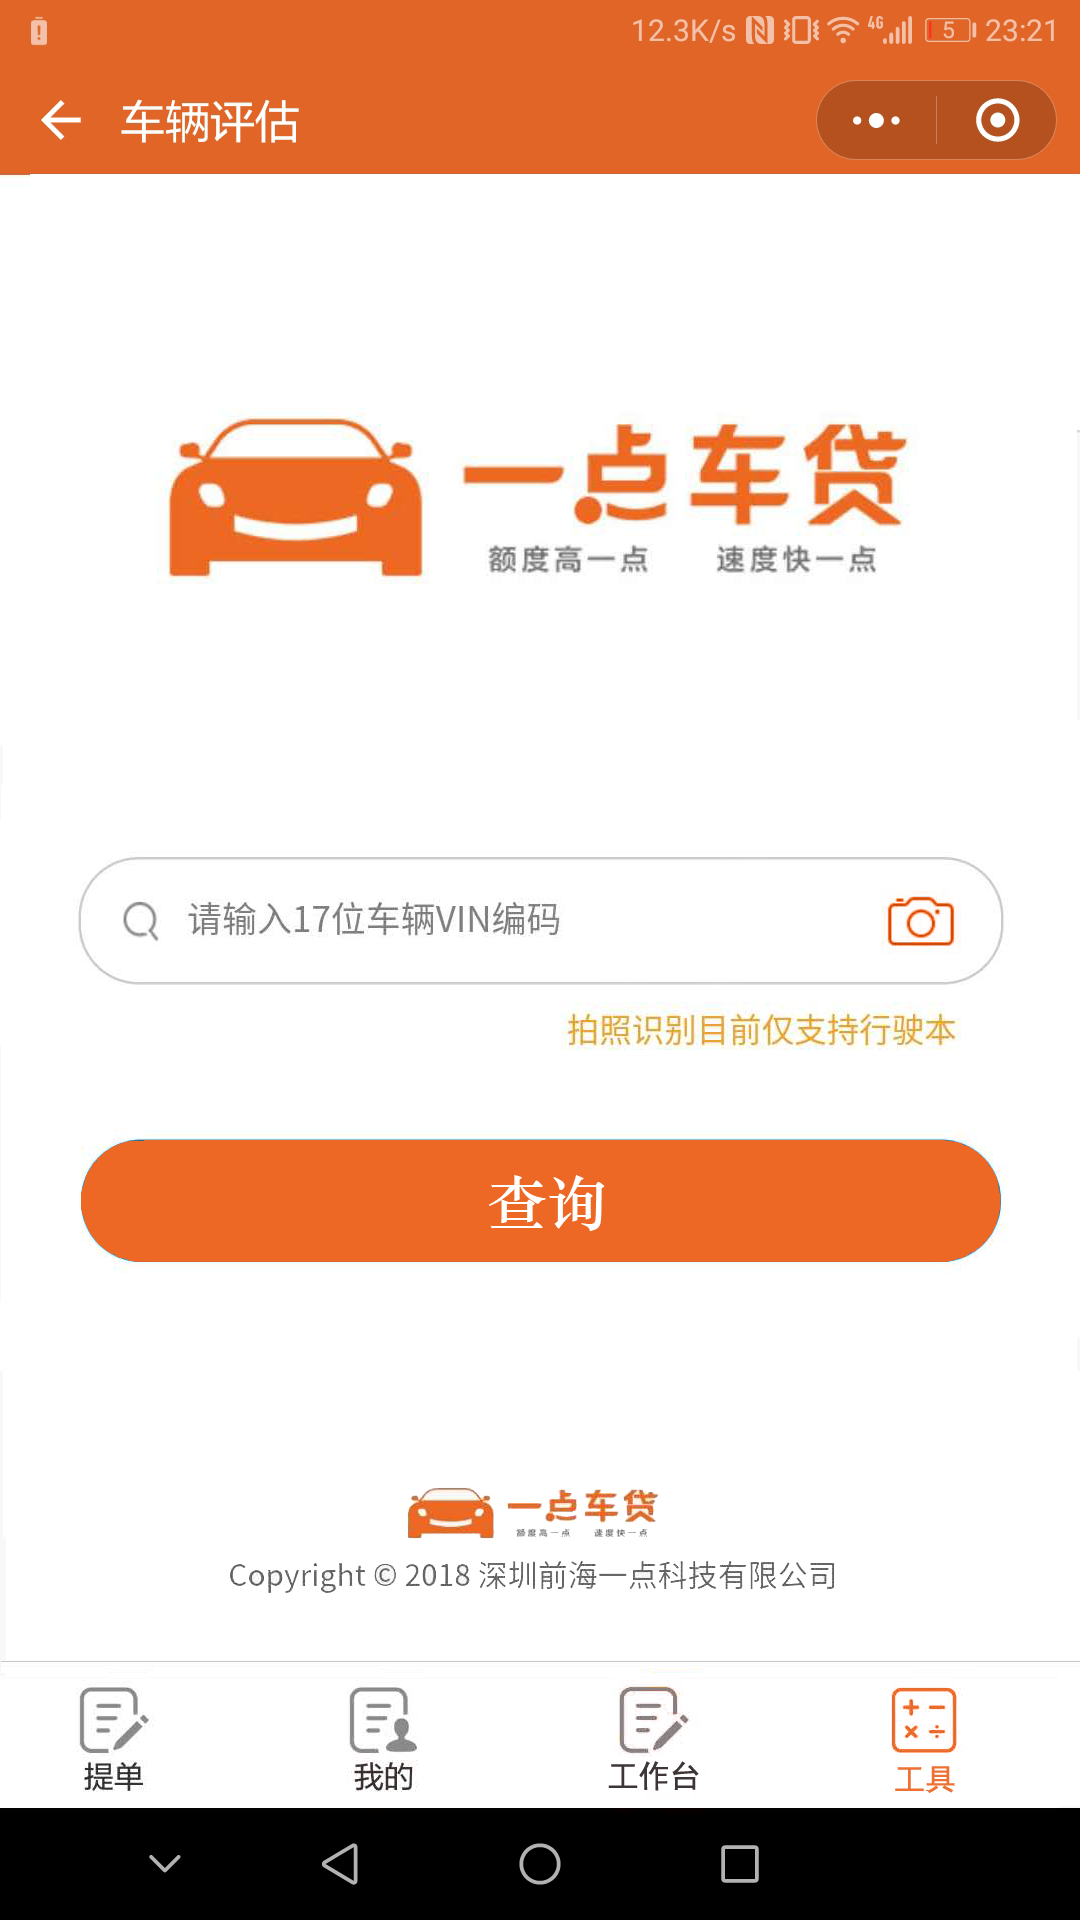 12.3K/s 4G 5 23:21
车辆评估
一点车贷
额度高一点 速度快一点
请输入17位车辆VIN编码
拍照识别目前仅支持行驶本
查询
一点车贷
额度高一点 速度快一点
Copyright © 2018 深圳前海一点科技有限公司
提单 我的 工作台 工具